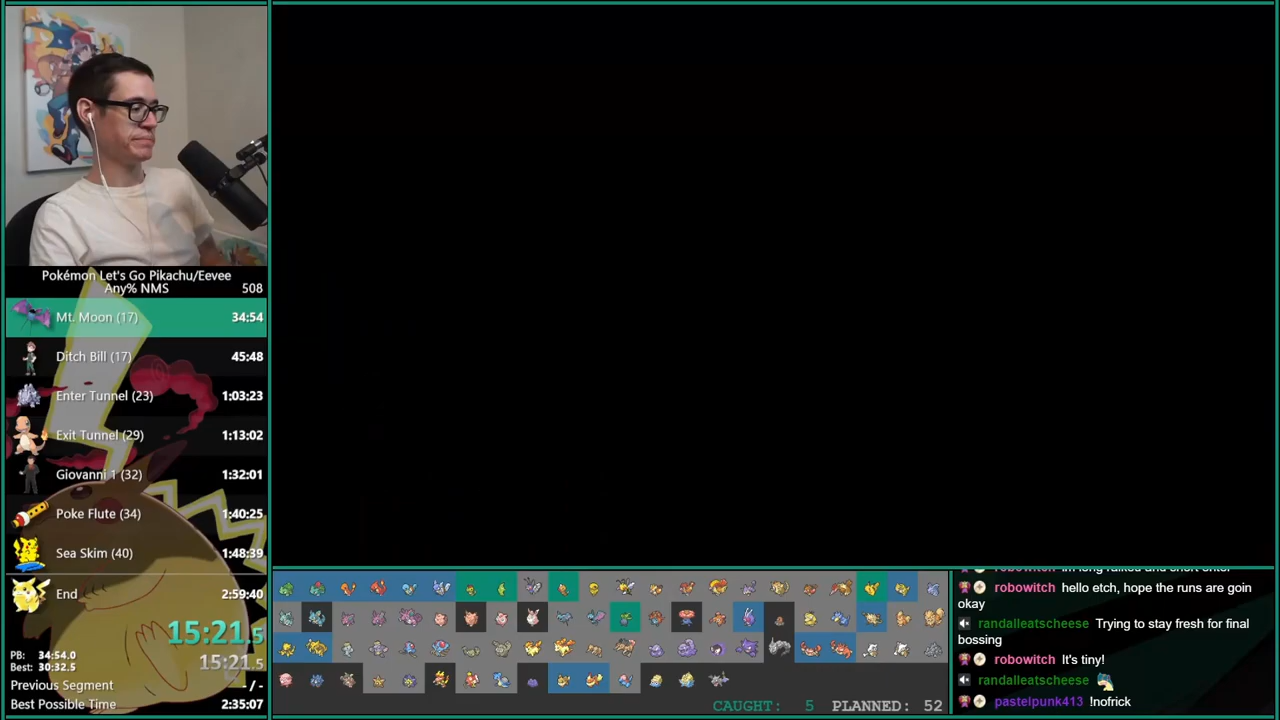 Pokémon Let's Go Pikachu/Eevee
Any% NMS 508
Mt. Moon (17) 34:54
Ditch Bill (17) 45:48
Enter Tunnel (23) 1:03:23
Exit Tunnel (29) 1:13:02
Giovanni 1 (32) 1:32:01
Poke Flute (34) 1:40:25
Sea Skim (40) 1:48:39
End 2:59:40
15:21.5
PB: 34:54.0
Best: 30:32.5
15:21.5
Previous Segment - / -
Best Possible Time 2:35:07
CAUGHT: 5 PLANNED: 52
robowitch hello etch, hope the runs are goin
okay
randalleatscheese Trying to stay fresh for final
bossing
robowitch It's tiny!
randalleatscheese
pastelpunk413 !nofrick